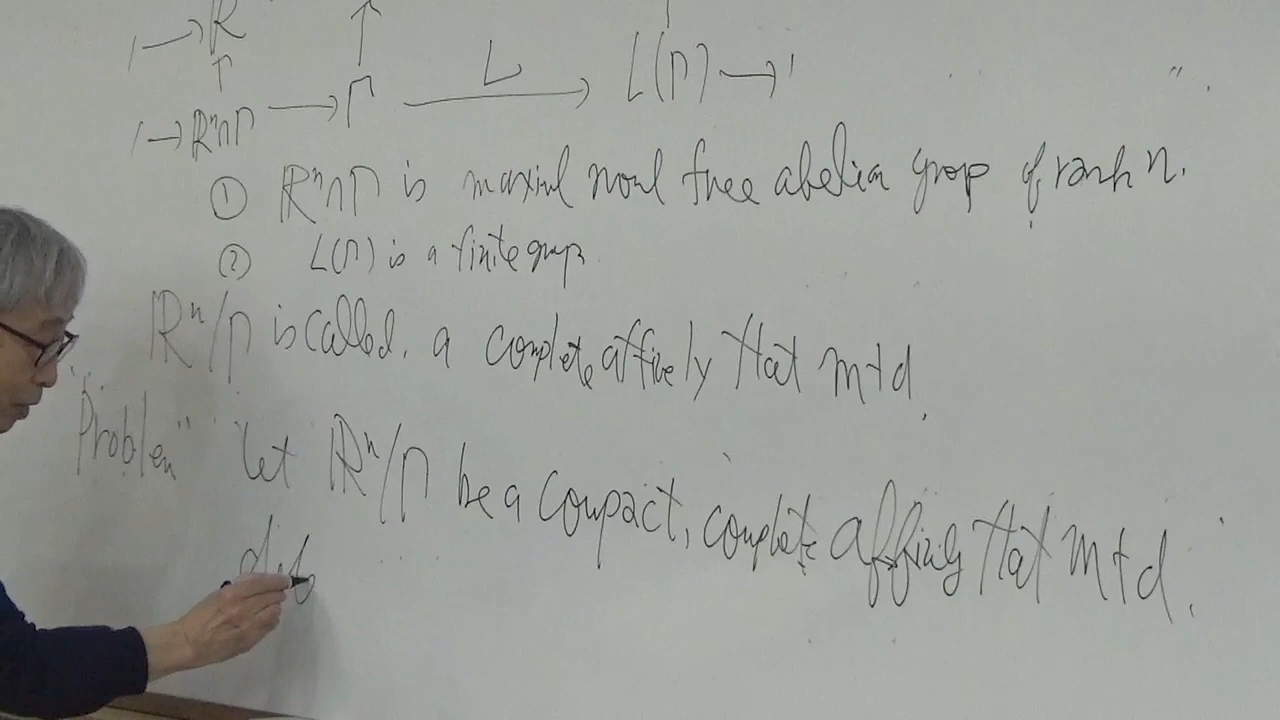 1 → R ↑
↑
1 → Rⁿ∩Γ → Γ —L→ L(Γ) → 1
① Rⁿ∩Γ is maximal normal free abelian group of rank n.
② L(Γ) is a finite group
Rⁿ/Γ is called. a complete affinely flat mfd.
"Problem" Let Rⁿ/Γ be a compact, complete affinely flat mfd.